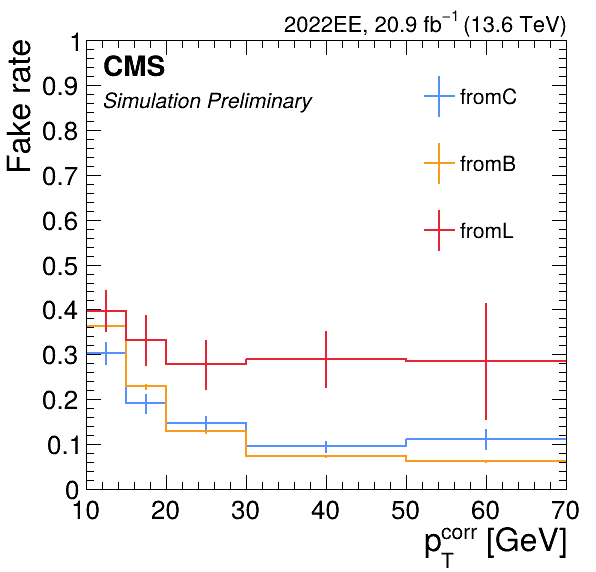 2022EE, 20.9 fb⁻¹ (13.6 TeV)
CMS
Simulation Preliminary
fromC
fromB
fromL
Fake rate
1
0.9
0.8
0.7
0.6
0.5
0.4
0.3
0.2
0.1
0
10 20 30 40 50 60 70
p_T^corr [GeV]